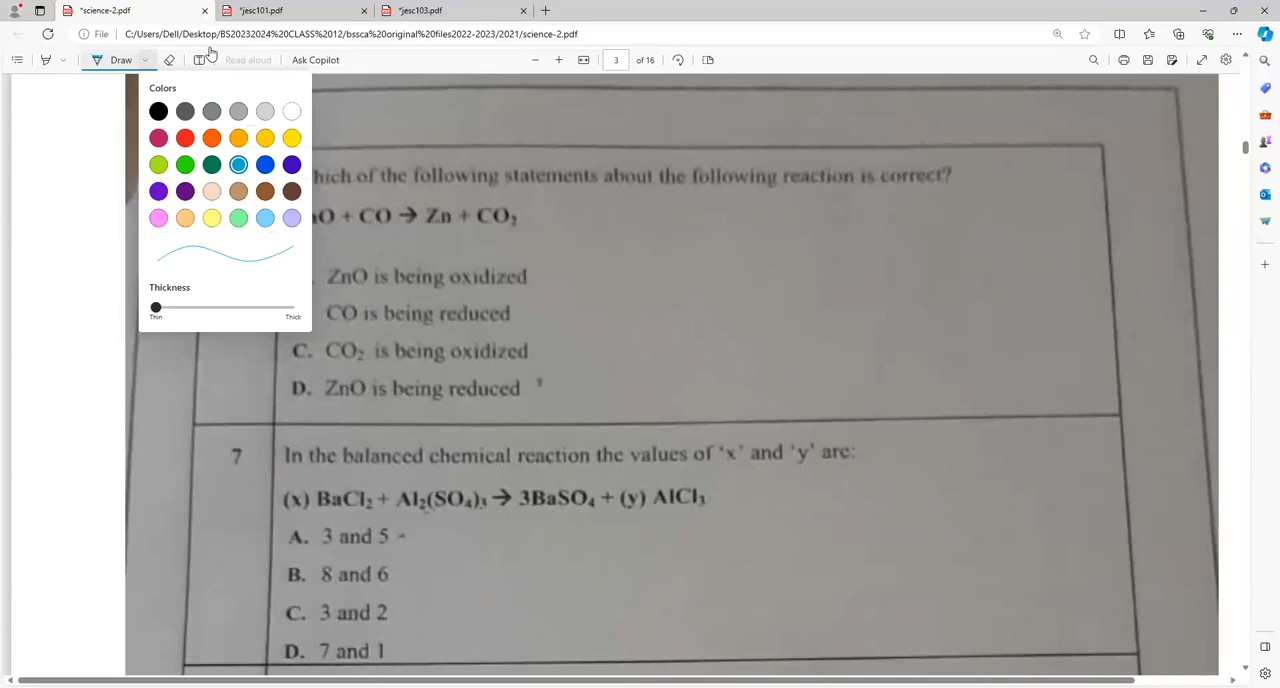 *science-2.pdf
*jesc101.pdf
*jesc103.pdf
File
C:/Users/Dell/Desktop/BS20232024%20CLASS%2012/bssca%20original%20files2022-2023/2021/science-2.pdf
Draw
Read aloud
Ask Copilot
3
of 16
Colors
Thickness
Thin
Thick
hich of the following statements about the following reaction is correct?
O + CO → Zn + CO₂
ZnO is being oxidized
CO is being reduced
C. CO₂ is being oxidized
D. ZnO is being reduced
7
In the balanced chemical reaction the values of 'x' and 'y' are:
(x) BaCl₂ + Al₂(SO₄)₃ → 3BaSO₄ + (y) AlCl₃
A. 3 and 5
B. 8 and 6
C. 3 and 2
D. 7 and 1